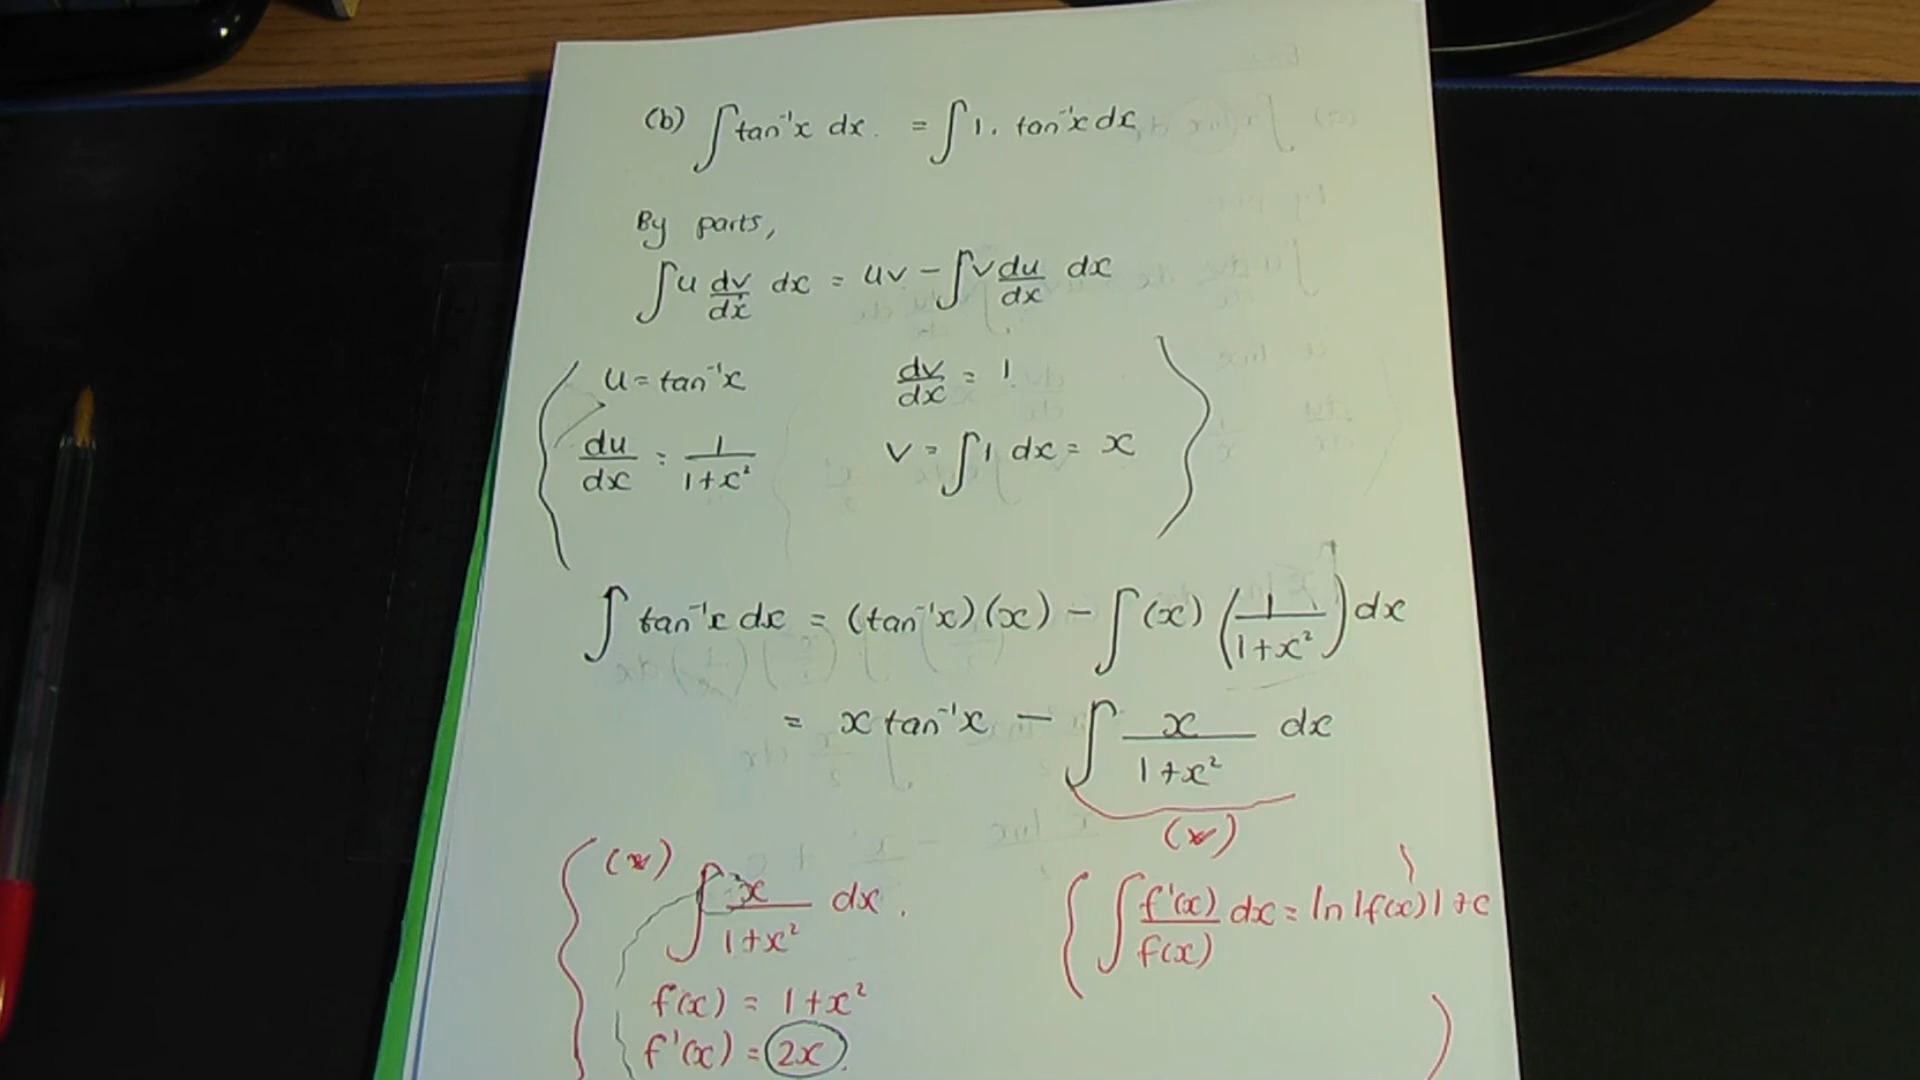 (b) ∫ tan⁻¹x dx. = ∫ 1. tan⁻¹x dx
By parts,
∫ u dv/dx dx = uv - ∫ v du/dx dx
u = tan⁻¹x dv/dx = 1
du/dx = 1/(1+x²) v = ∫ 1 dx = x
∫ tan⁻¹x dx = (tan⁻¹x)(x) - ∫ (x) (1/(1+x²)) dx
= x tan⁻¹x - ∫ x/(1+x²) dx
(*)
(*) ∫ x/(1+x²) dx. { ∫ f'(x)/f(x) dx = ln |f(x)| + c }
f(x) = 1+x²
f'(x) = 2x